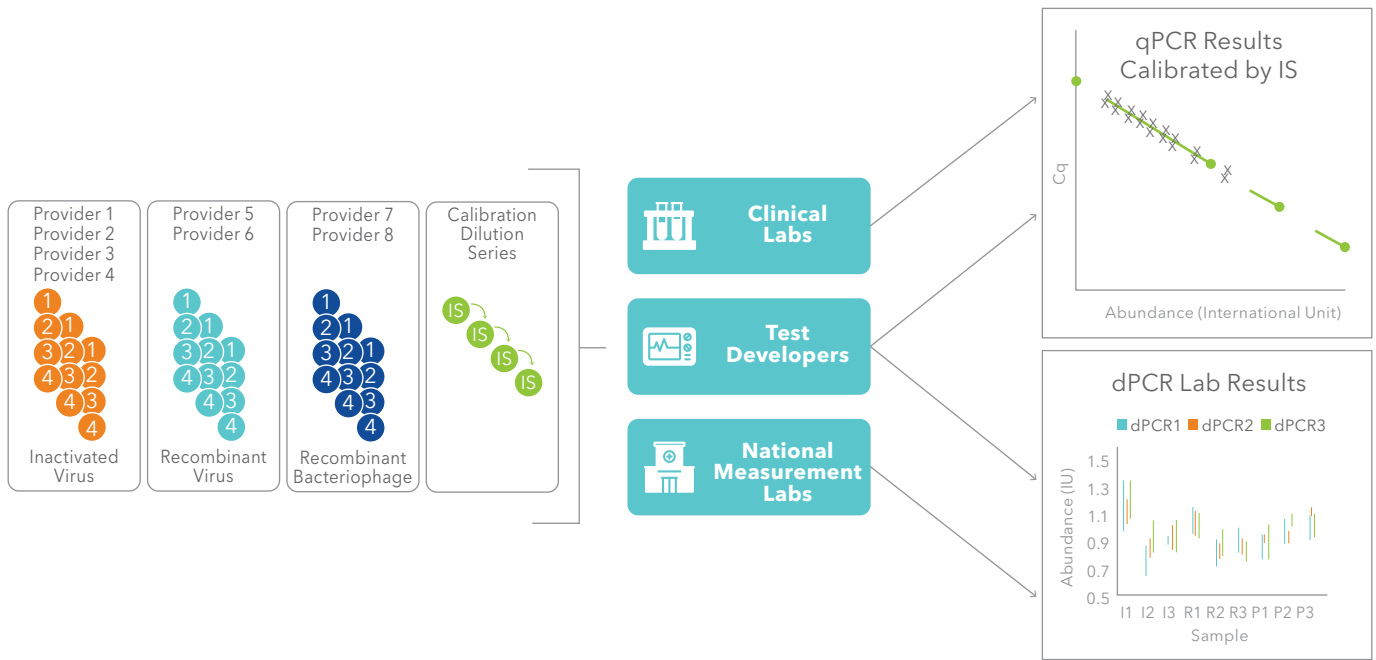 Provider 1
Provider 2
Provider 3
Provider 4
1
2 1
3 2 1
4 3 2
4 3
4
Inactivated
Virus
Provider 5
Provider 6
1
2 1
3 2 1
4 3 2
4 3
4
Recombinant
Virus
Provider 7
Provider 8
1
2 1
3 2 1
4 3 2
4 3
4
Recombinant
Bacteriophage
Calibration
Dilution
Series
IS
IS
IS
IS
Clinical
Labs
Test
Developers
National
Measurement
Labs
qPCR Results
Calibrated by IS
Cq
Abundance (International Unit)
dPCR Lab Results
dPCR1 dPCR2 dPCR3
Abundance (IU)
1.5
1.3
1.1
0.9
0.7
0.5
I1 I2 I3 R1 R2 R3 P1 P2 P3
Sample